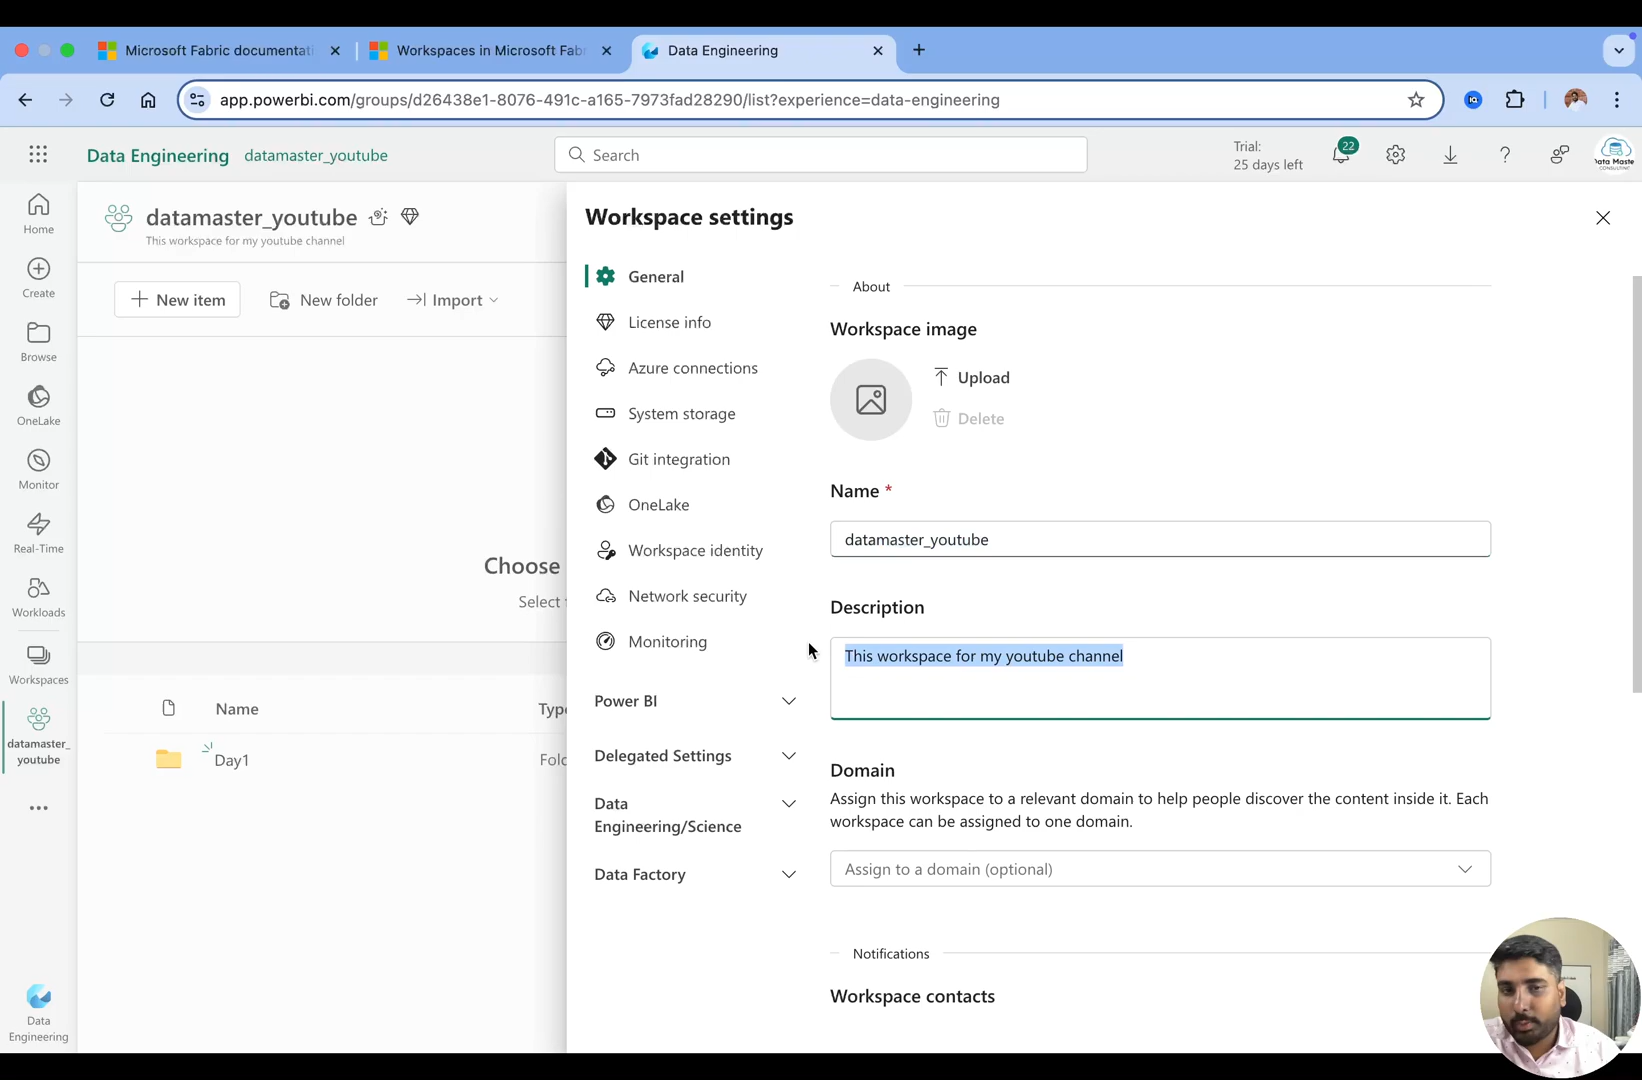 Microsoft Fabric documentati
Workspaces in Microsoft Fab
Data Engineering
app.powerbi.com/groups/d26438e1-8076-491c-a165-7973fad28290/list?experience=data-engineering
Data Engineering
datamaster_youtube
Search
Trial:
25 days left
22
Home
Create
Browse
OneLake
Monitor
Real-Time
Workloads
Workspaces
datamaster_
youtube
Data
Engineering
datamaster_youtube
This workspace for my youtube channel
New item
New folder
Import
Choose
Select
Name
Type
Day1
Fold
Workspace settings
General
License info
Azure connections
System storage
Git integration
OneLake
Workspace identity
Network security
Monitoring
Power BI
Delegated Settings
Data
Engineering/Science
Data Factory
About
Workspace image
Upload
Delete
Name *
datamaster_youtube
Description
This workspace for my youtube channel
Domain
Assign this workspace to a relevant domain to help people discover the content inside it. Each
workspace can be assigned to one domain.
Assign to a domain (optional)
Notifications
Workspace contacts